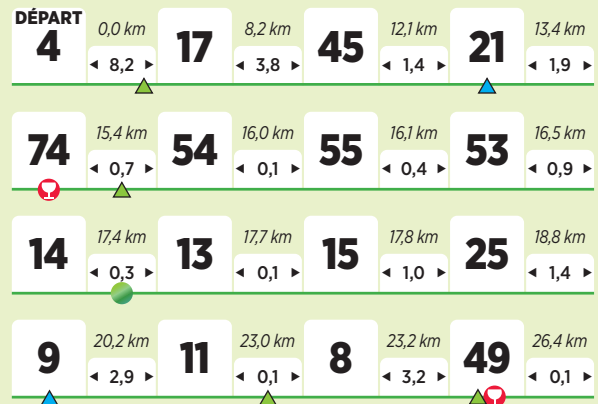 DÉPART
4 0,0 km 17 8,2 km 45 12,1 km 21 13,4 km
◄ 8,2 ► ◄ 3,8 ► ◄ 1,4 ► ◄ 1,9 ►
74 15,4 km 54 16,0 km 55 16,1 km 53 16,5 km
◄ 0,7 ► ◄ 0,1 ► ◄ 0,4 ► ◄ 0,9 ►
14 17,4 km 13 17,7 km 15 17,8 km 25 18,8 km
◄ 0,3 ► ◄ 0,1 ► ◄ 1,0 ► ◄ 1,4 ►
9 20,2 km 11 23,0 km 8 23,2 km 49 26,4 km
◄ 2,9 ► ◄ 0,1 ► ◄ 3,2 ► ◄ 0,1 ►